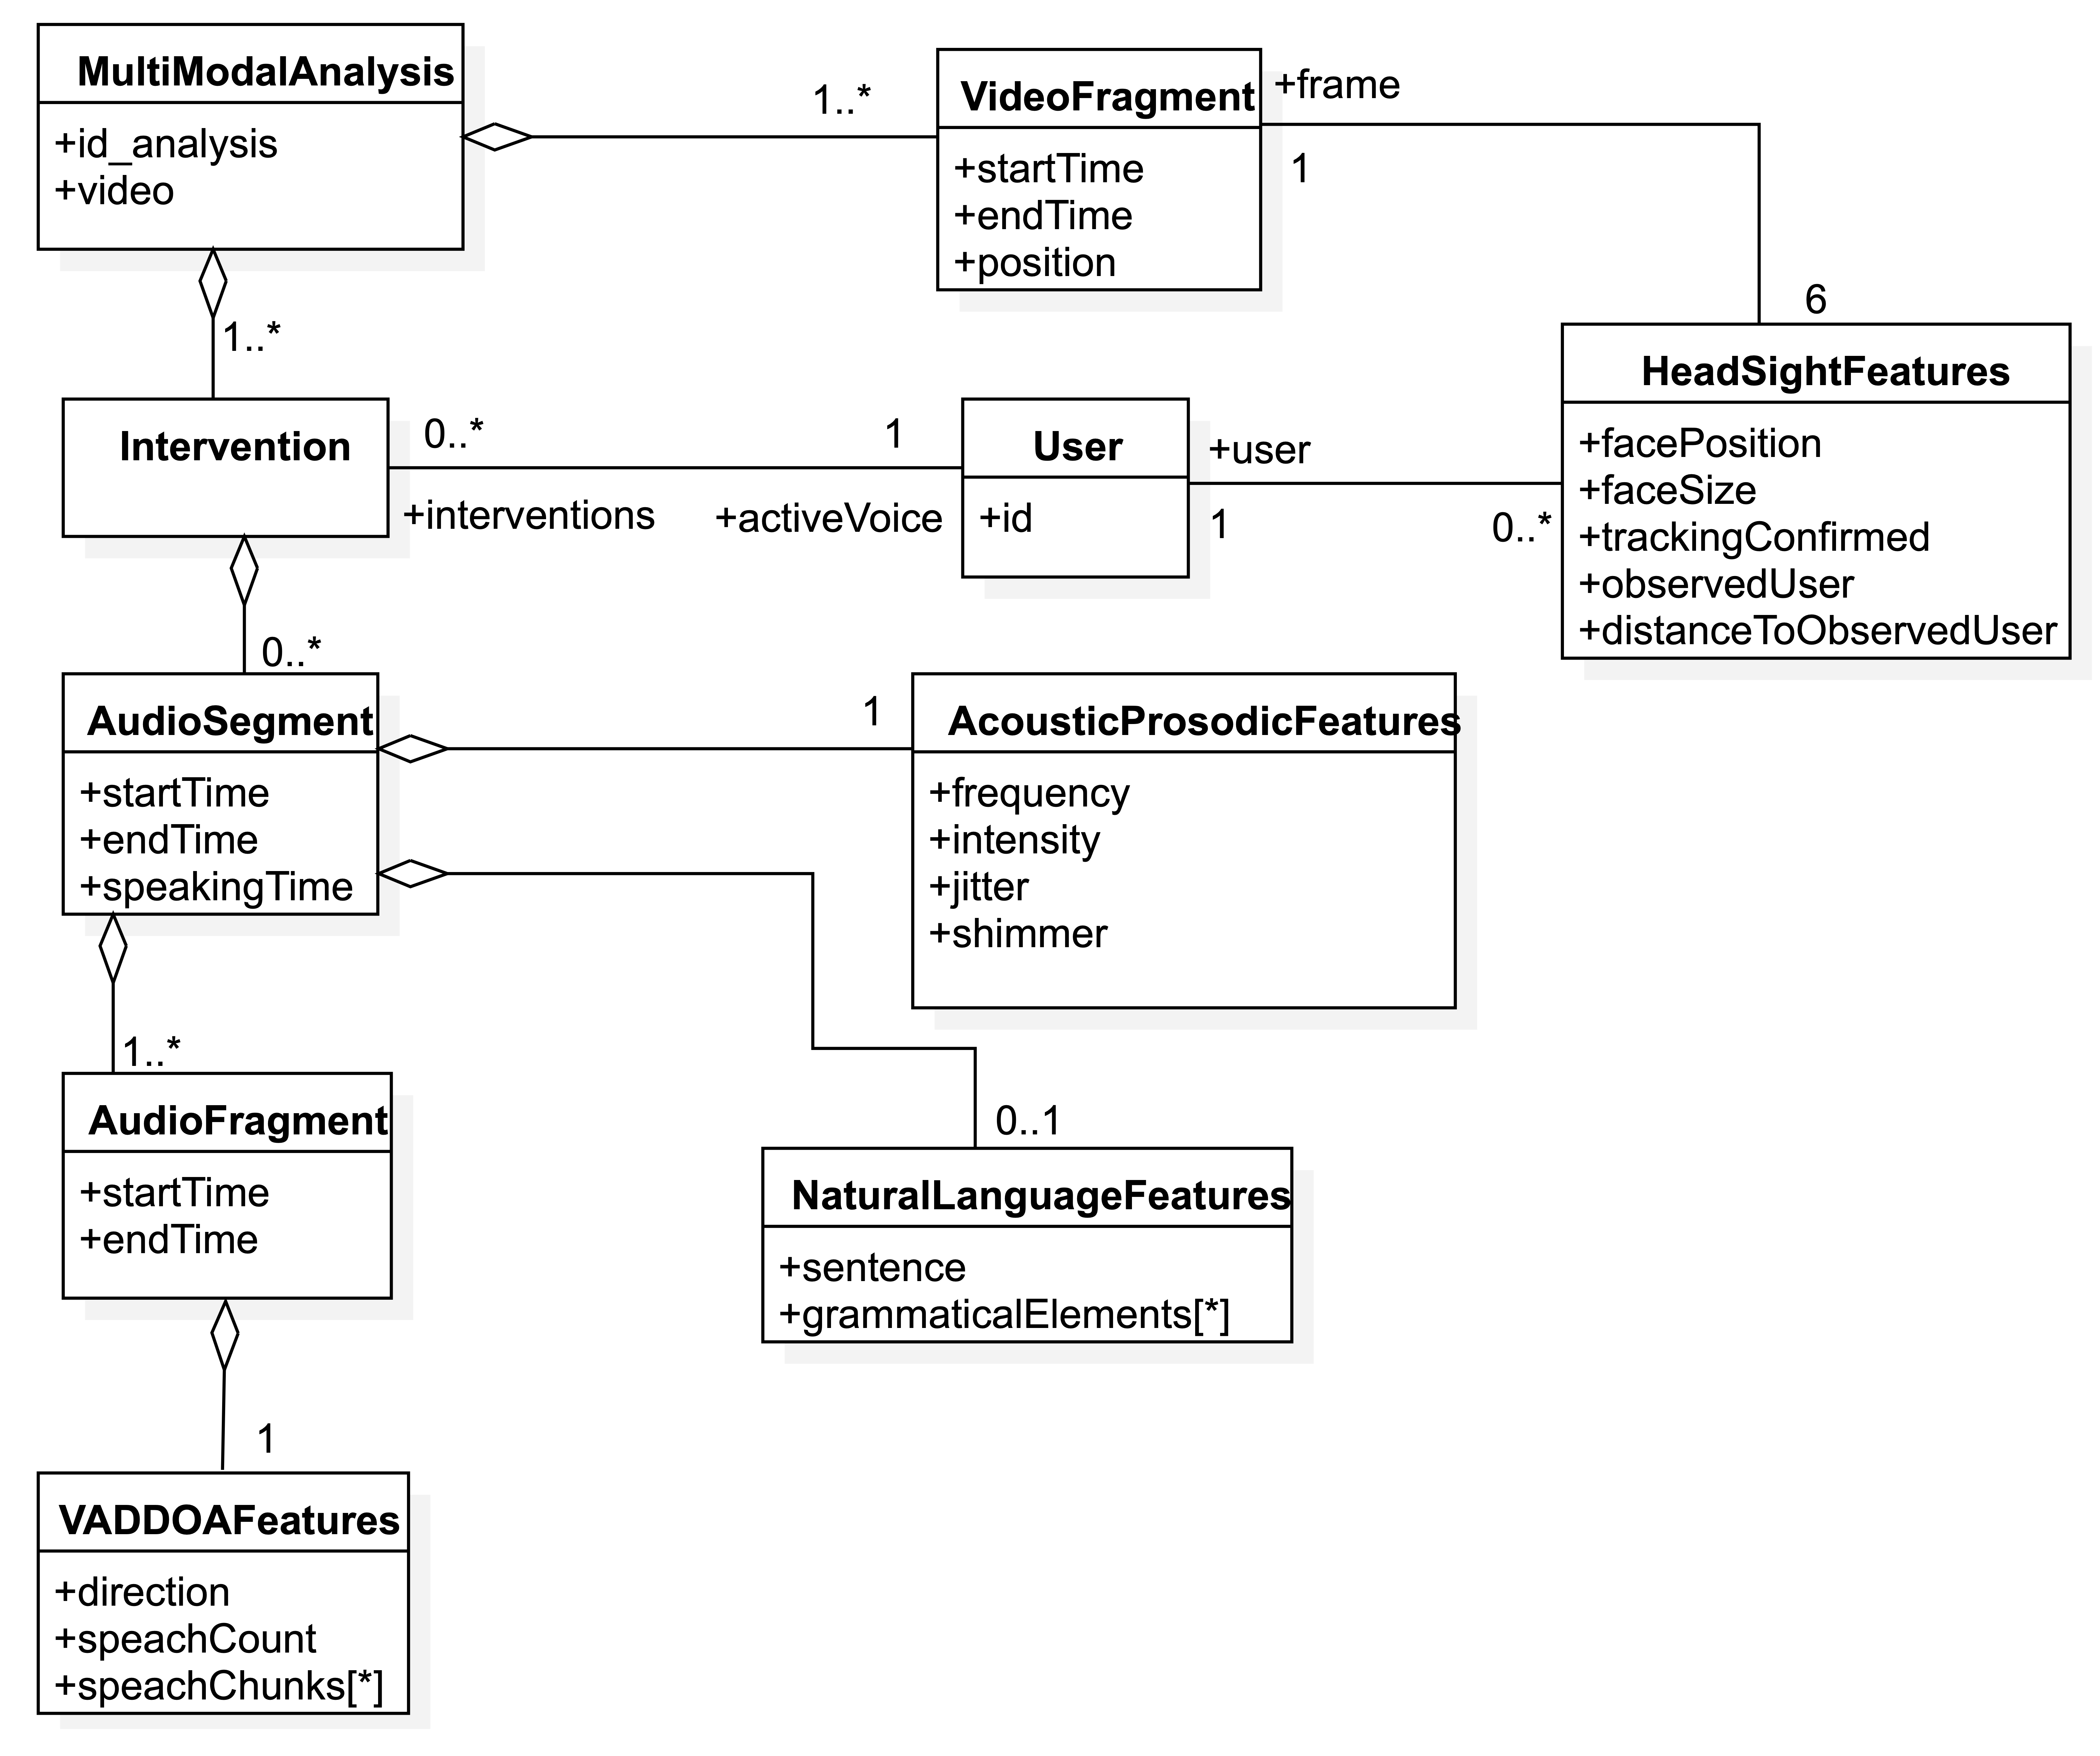 MultiModalAnalysis
+id_analysis
+video
1..*
VideoFragment
+startTime
+endTime
+position
+frame
1
6
HeadSightFeatures
+facePosition
+faceSize
+trackingConfirmed
+observedUser
+distanceToObservedUser
1..*
Intervention
0..*
+interventions
1
+activeVoice
User
+id
+user
1
0..*
0..*
AudioSegment
+startTime
+endTime
+speakingTime
1
AcousticProsodicFeatures
+frequency
+intensity
+jitter
+shimmer
1..*
AudioFragment
+startTime
+endTime
0..1
NaturalLanguageFeatures
+sentence
+grammaticalElements[*]
1
VADDOAFeatures
+direction
+speachCount
+speachChunks[*]